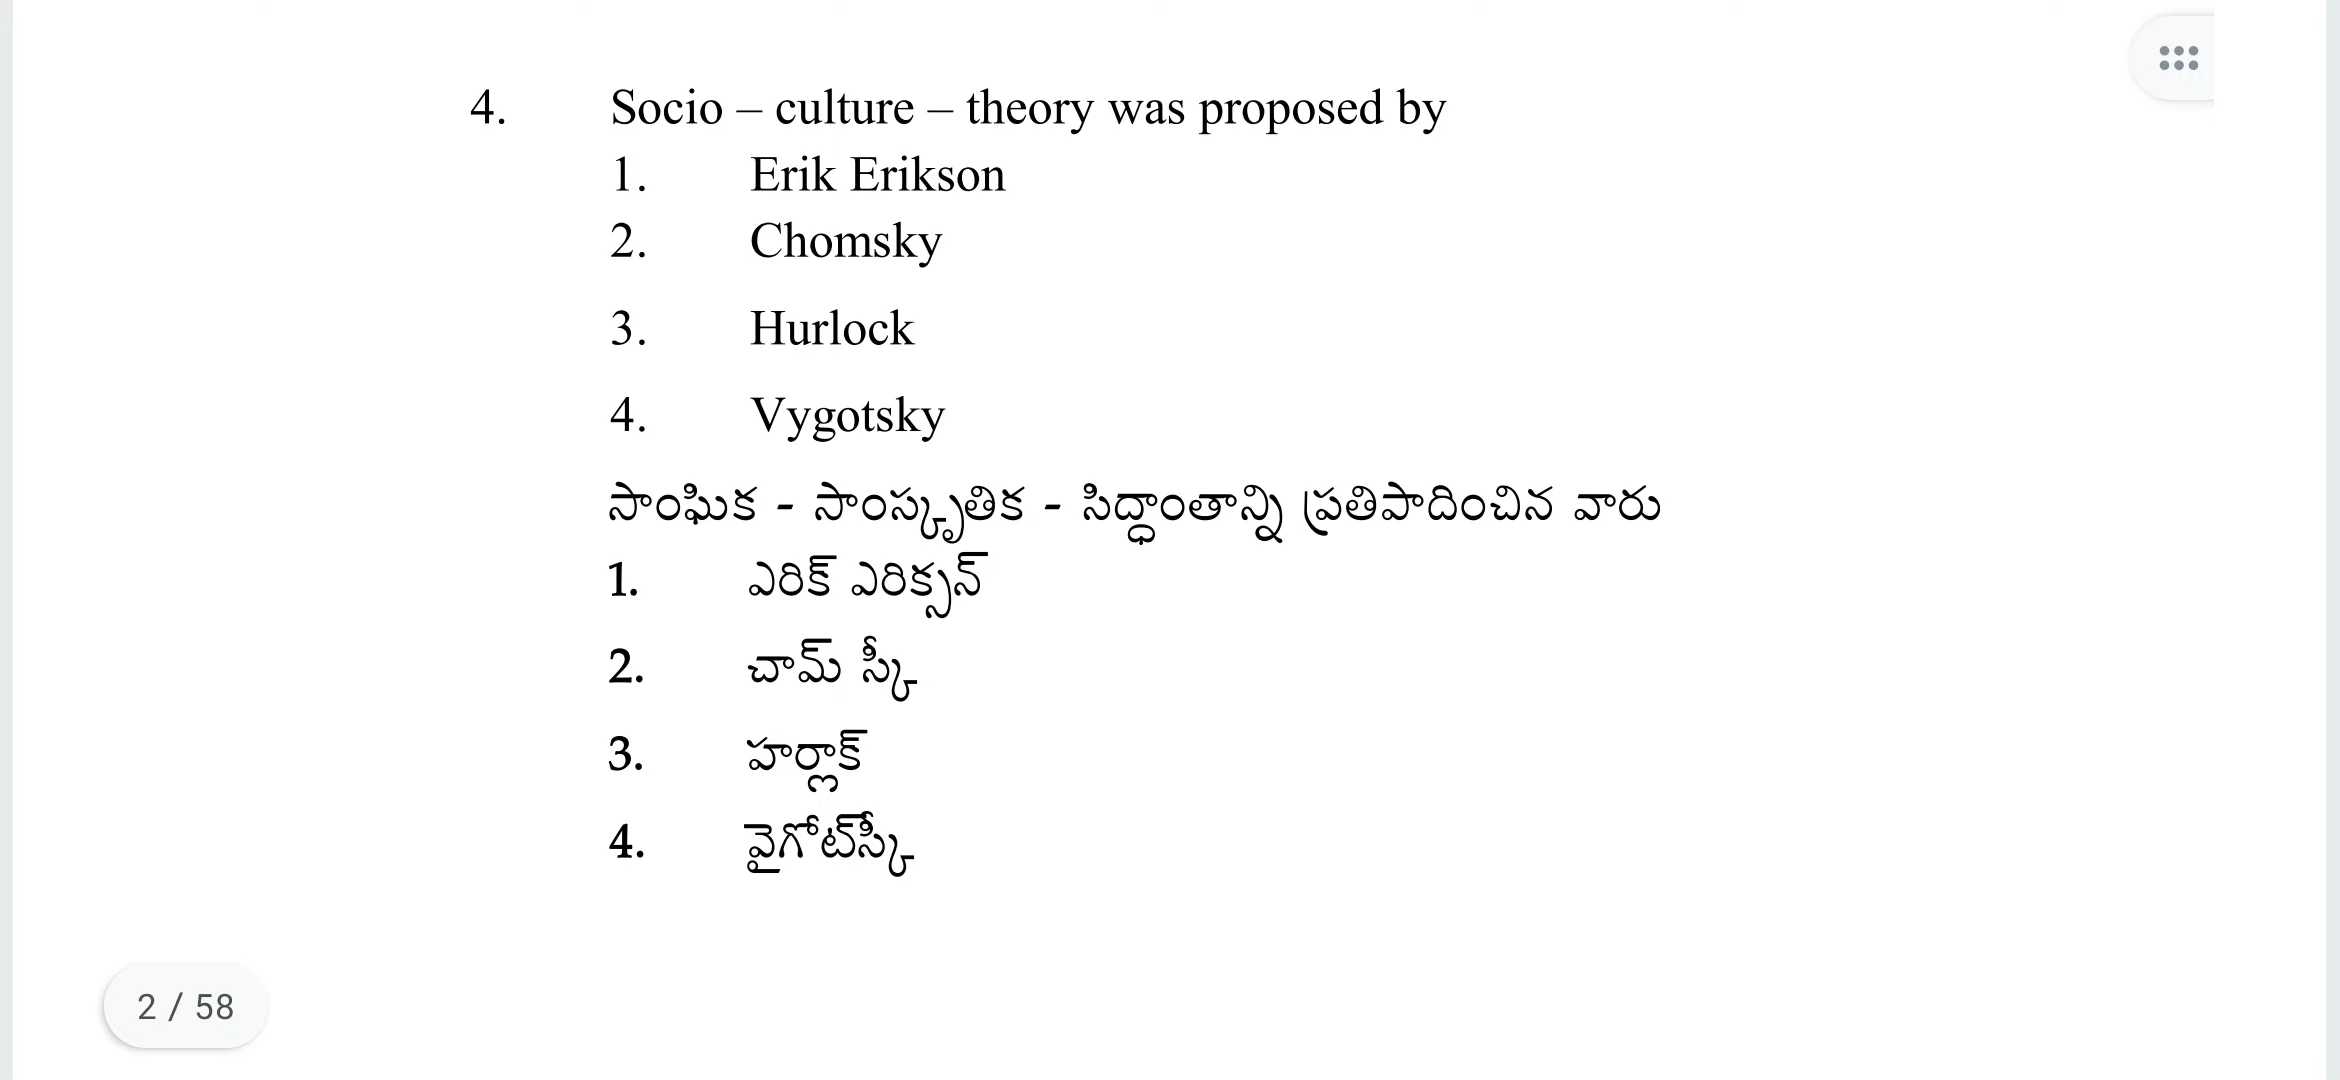 4. Socio – culture – theory was proposed by
1. Erik Erikson
2. Chomsky
3. Hurlock
4. Vygotsky
సాంఘిక - సాంస్కృతిక - సిద్ధాంతాన్ని ప్రతిపాదించిన వారు
1. ఎరిక్ ఎరిక్సన్
2. చామ్ స్కీ
3. హర్లాక్
4. వైగోట్‌స్కీ
2 / 58